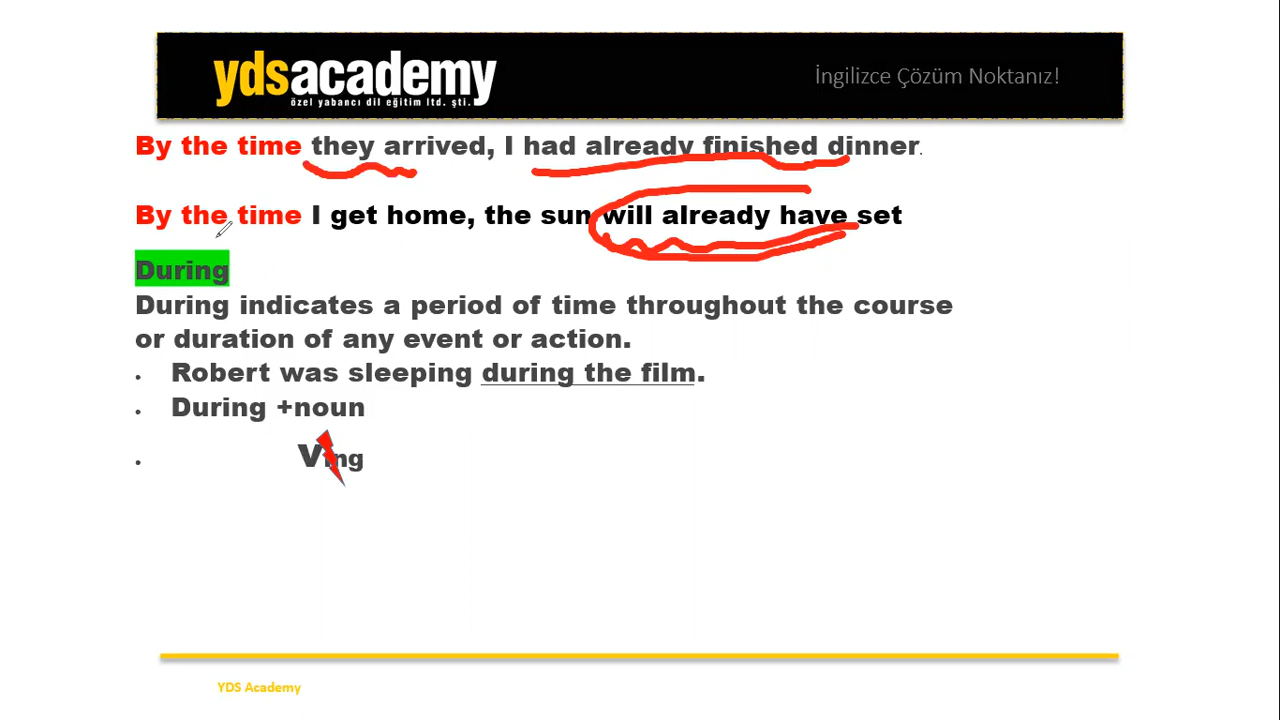 ydsacademy
özel yabancı dil eğitim ltd. şti.
İngilizce Çözüm Noktanız!
By the time they arrived, I had already finished dinner.
By the time I get home, the sun will already have set
During
During indicates a period of time throughout the course
or duration of any event or action.
• Robert was sleeping during the film.
• During +noun
• Ving
YDS Academy